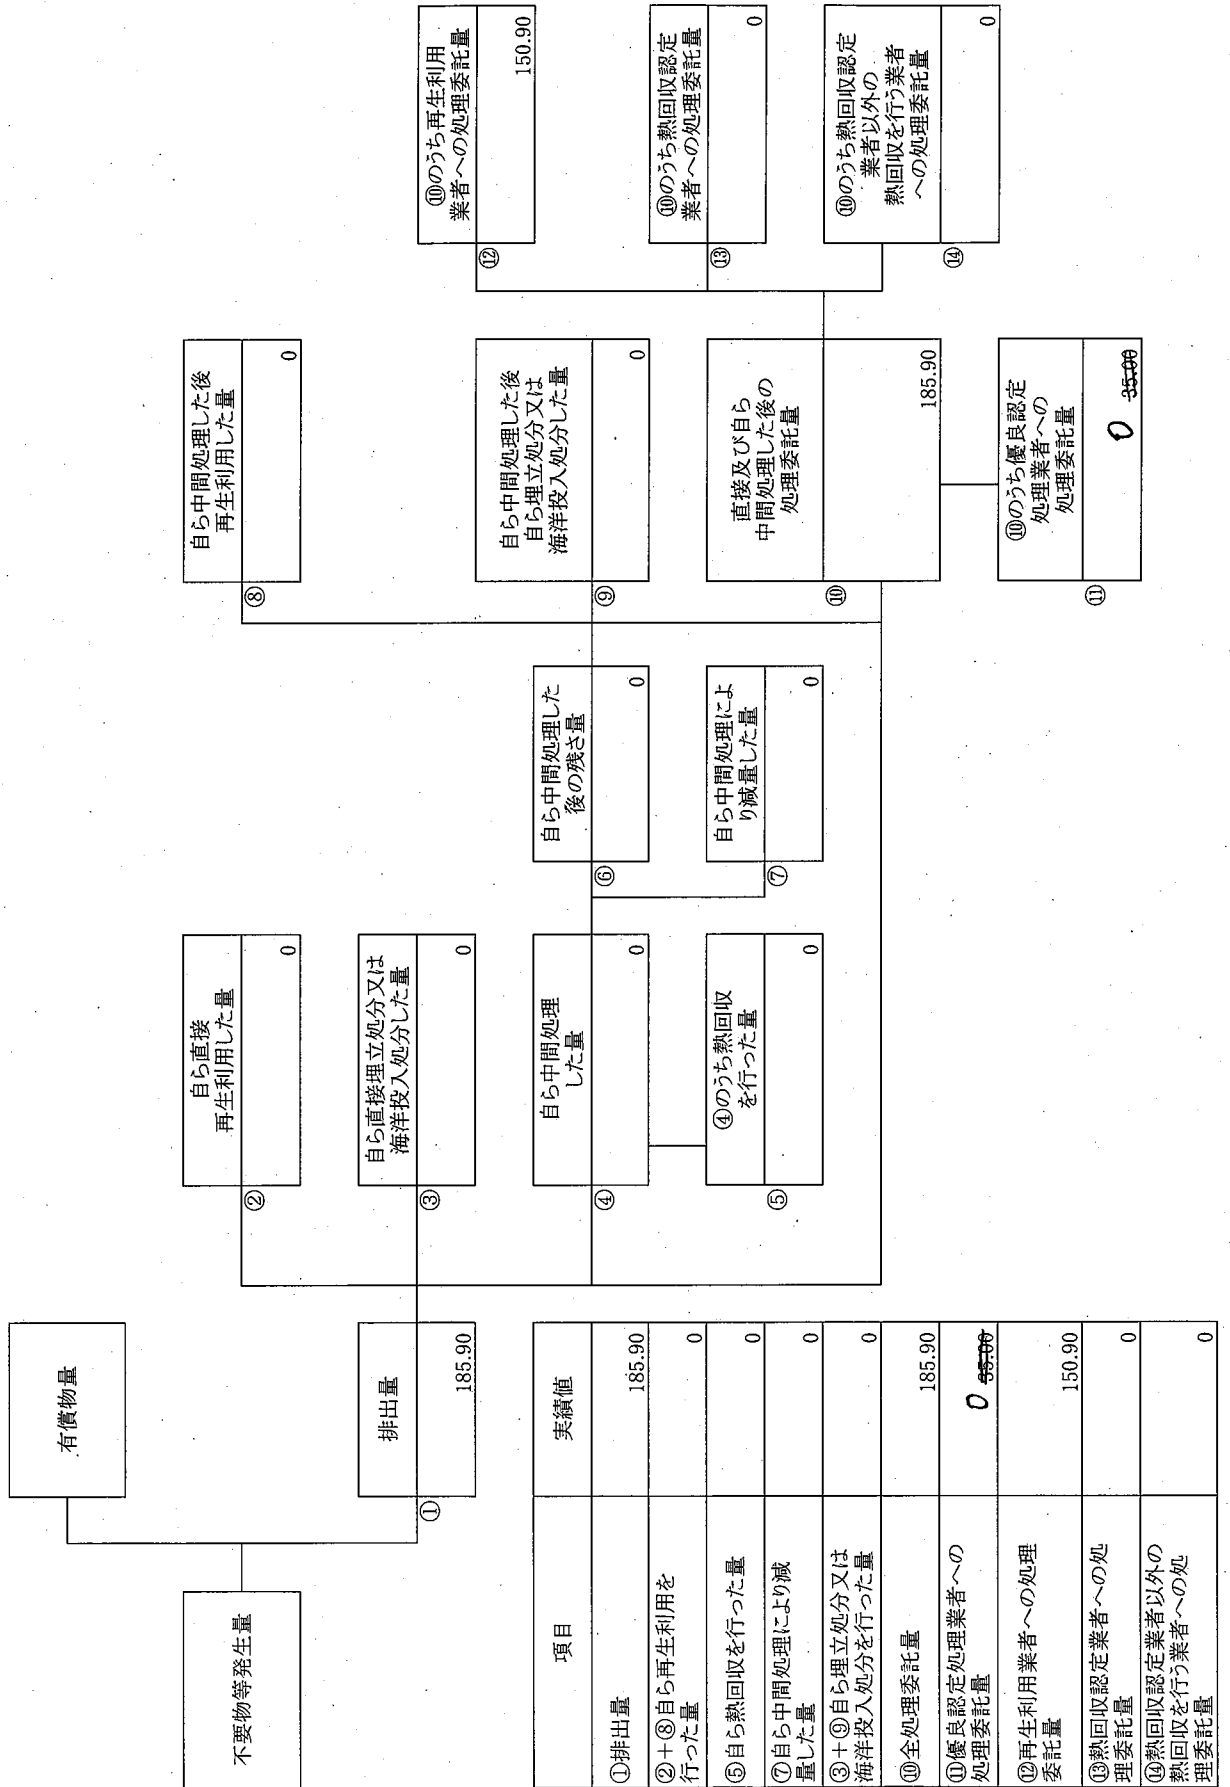 不要物等発生量
有償物量
①
排出量
185.90
②
自ら直接
再生利用した量
0
③
自ら直接埋立処分又は
海洋投入処分した量
0
④
自ら中間処理
した量
0
⑤
④のうち熱回収
を行った量
0
⑥
自ら中間処理した
後の残さ量
0
⑦
自ら中間処理によ
り減量した量
0
⑧
自ら中間処理した後
再生利用した量
0
⑨
自ら中間処理した後
自ら埋立処分又は
海洋投入処分した量
0
⑩
直接及び自ら
中間処理した後の
処理委託量
185.90
⑪
⑩のうち優良認定
処理業者への
処理委託量
0 35.00
⑫
⑩のうち再生利用
業者への処理委託量
150.90
⑬
⑩のうち熱回収認定
業者への処理委託量
0
⑭
⑩のうち熱回収認定
業者以外の
熱回収を行う業者
への処理委託量
0
項目 実績値
①排出量 185.90
②+⑧自ら再生利用を
行った量 0
⑤自ら熱回収を行った量 0
⑦自ら中間処理により減
量した量 0
③+⑨自ら埋立処分又は
海洋投入処分を行った量 0
⑩全処理委託量 185.90
⑪優良認定処理業者への
処理委託量 0 35.00
⑫再生利用業者への処理
委託量 150.90
⑬熱回収認定業者への処
理委託量 0
⑭熱回収認定業者以外の
熱回収を行う業者への処
理委託量 0